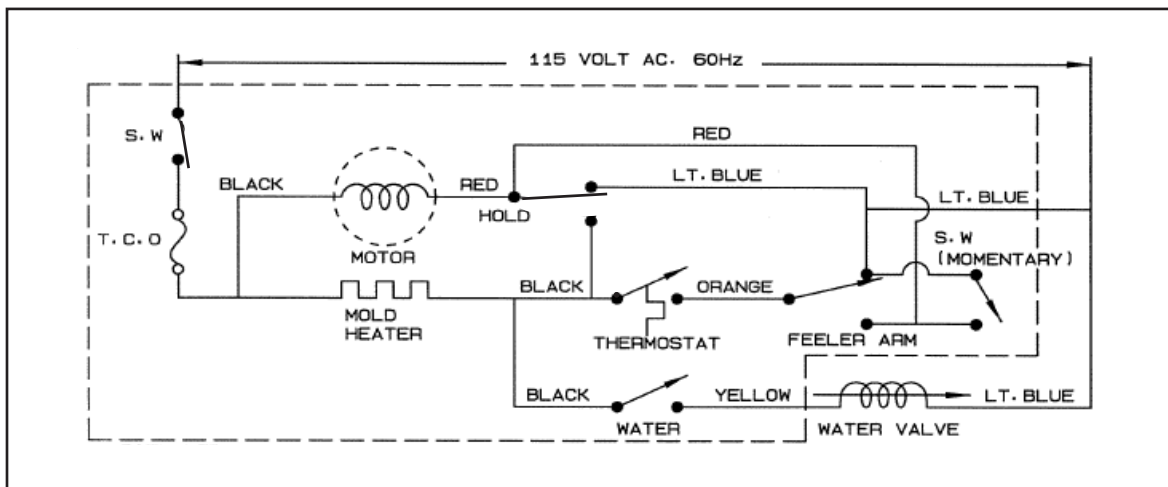 115 VOLT AC. 60Hz
S.W
RED
BLACK
RED
LT. BLUE
LT. BLUE
HOLD
T.C.O
MOTOR
S.W
(MOMENTARY)
BLACK
ORANGE
MOLD
HEATER
THERMOSTAT
FEELER ARM
BLACK
YELLOW
LT. BLUE
WATER
WATER VALVE